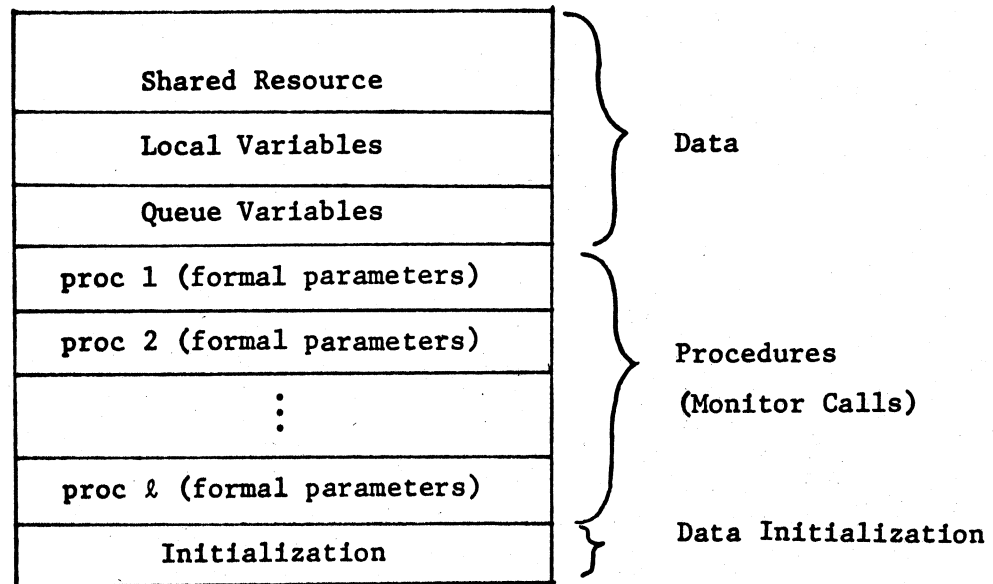 Shared Resource
Local Variables
Queue Variables
Data
proc 1 (formal parameters)
proc 2 (formal parameters)
⋮
proc ℓ (formal parameters)
Procedures
(Monitor Calls)
Initialization
Data Initialization